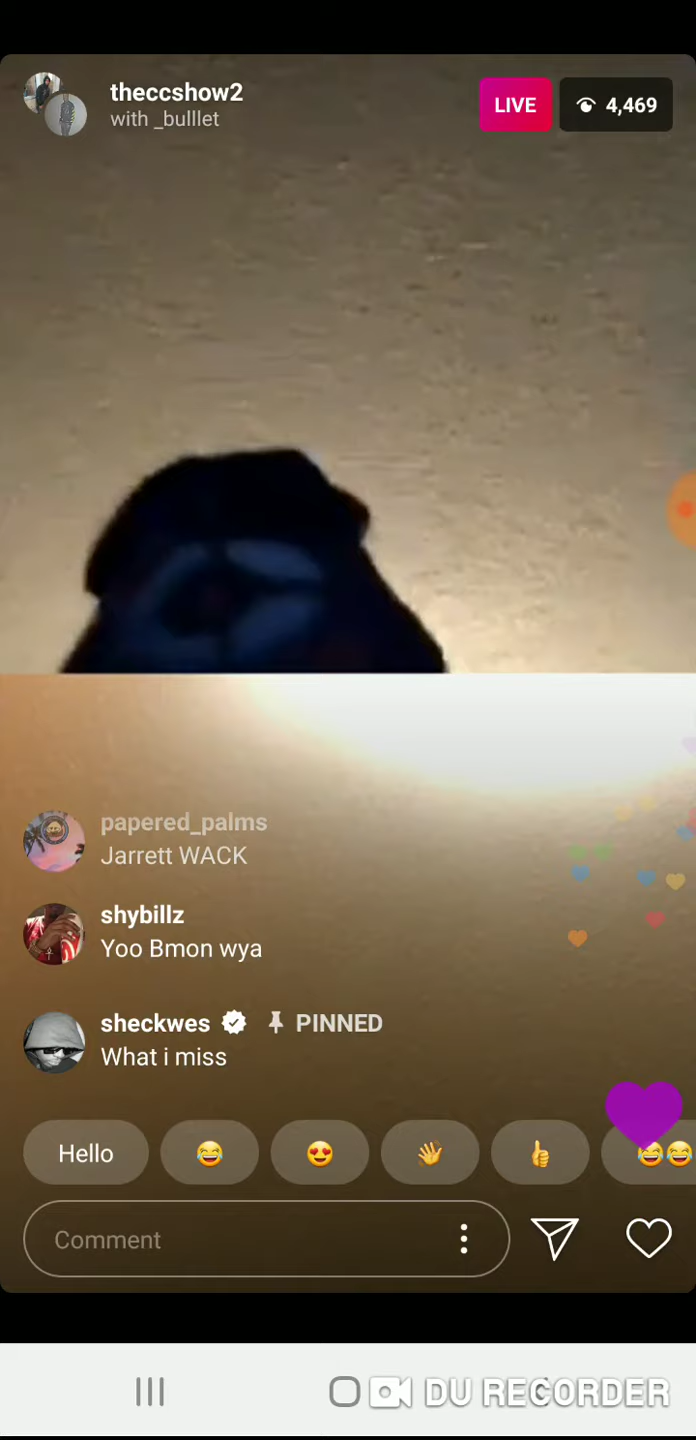 theccshow2
with _bulllet
LIVE
4,469
papered_palms
Jarrett WACK
shybillz
Yoo Bmon wya
sheckwes PINNED
What i miss
Hello
Comment
DU RECORDER